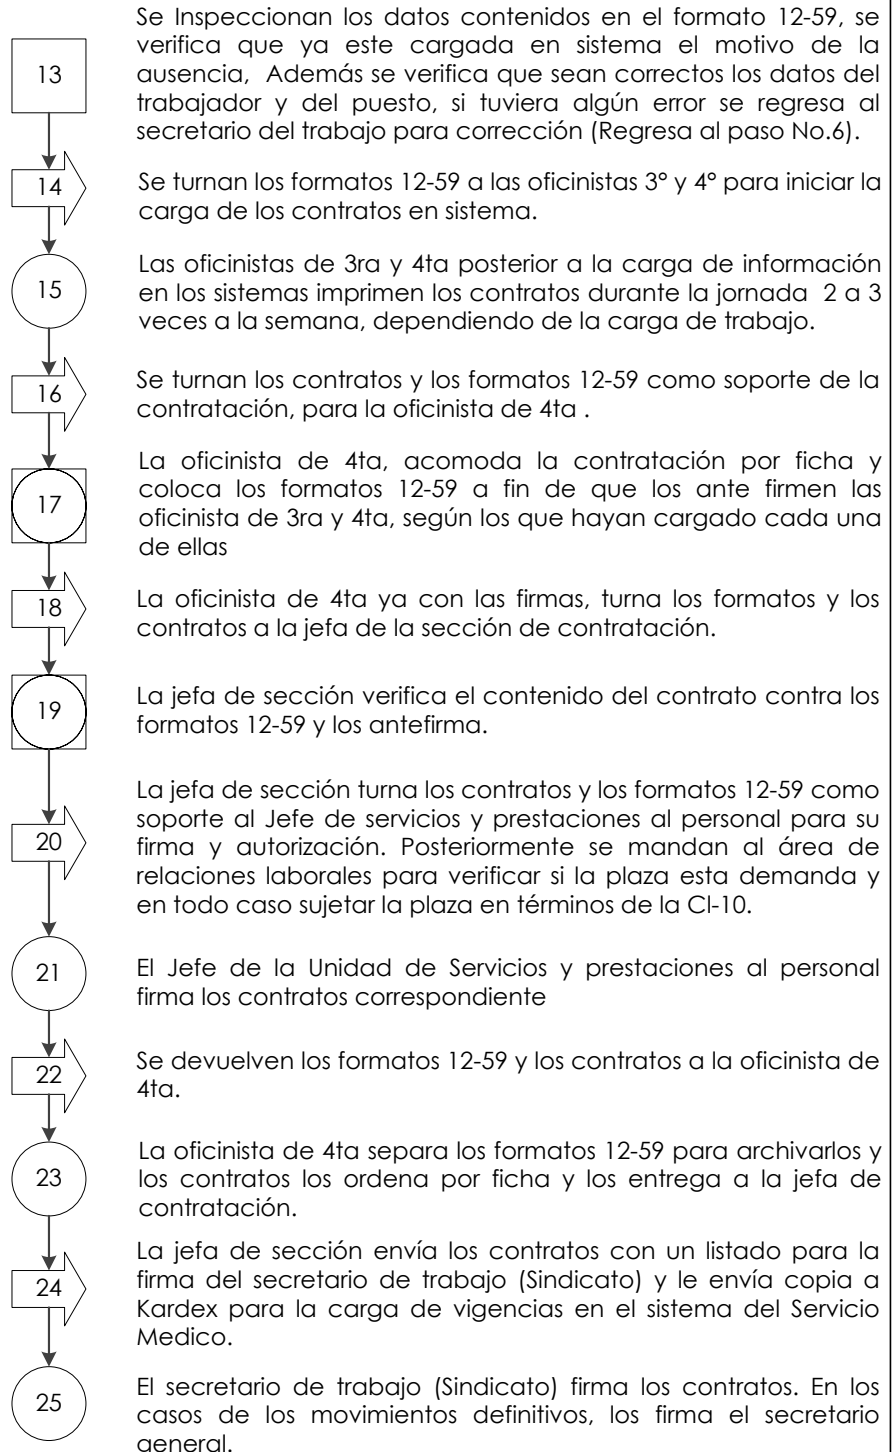 Se Inspeccionan los datos contenidos en el formato 12-59, se
verifica que ya este cargada en sistema el motivo de la
ausencia, Además se verifica que sean correctos los datos del
trabajador y del puesto, si tuviera algún error se regresa al
secretario del trabajo para corrección (Regresa al paso No.6).
13
Se turnan los formatos 12-59 a las oficinistas 3° y 4° para iniciar la
carga de los contratos en sistema.
14
Las oficinistas de 3ra y 4ta posterior a la carga de información
en los sistemas imprimen los contratos durante la jornada 2 a 3
veces a la semana, dependiendo de la carga de trabajo.
15
Se turnan los contratos y los formatos 12-59 como soporte de la
contratación, para la oficinista de 4ta .
16
La oficinista de 4ta, acomoda la contratación por ficha y
coloca los formatos 12-59 a fin de que los ante firmen las
oficinista de 3ra y 4ta, según los que hayan cargado cada una
de ellas
17
La oficinista de 4ta ya con las firmas, turna los formatos y los
contratos a la jefa de la sección de contratación.
18
La jefa de sección verifica el contenido del contrato contra los
formatos 12-59 y los antefirma.
19
La jefa de sección turna los contratos y los formatos 12-59 como
soporte al Jefe de servicios y prestaciones al personal para su
firma y autorización. Posteriormente se mandan al área de
relaciones laborales para verificar si la plaza esta demanda y
en todo caso sujetar la plaza en términos de la Cl-10.
20
El Jefe de la Unidad de Servicios y prestaciones al personal
firma los contratos correspondiente
21
Se devuelven los formatos 12-59 y los contratos a la oficinista de
4ta.
22
La oficinista de 4ta separa los formatos 12-59 para archivarlos y
los contratos los ordena por ficha y los entrega a la jefa de
contratación.
23
La jefa de sección envía los contratos con un listado para la
firma del secretario de trabajo (Sindicato) y le envía copia a
Kardex para la carga de vigencias en el sistema del Servicio
Medico.
24
El secretario de trabajo (Sindicato) firma los contratos. En los
casos de los movimientos definitivos, los firma el secretario
general.
25